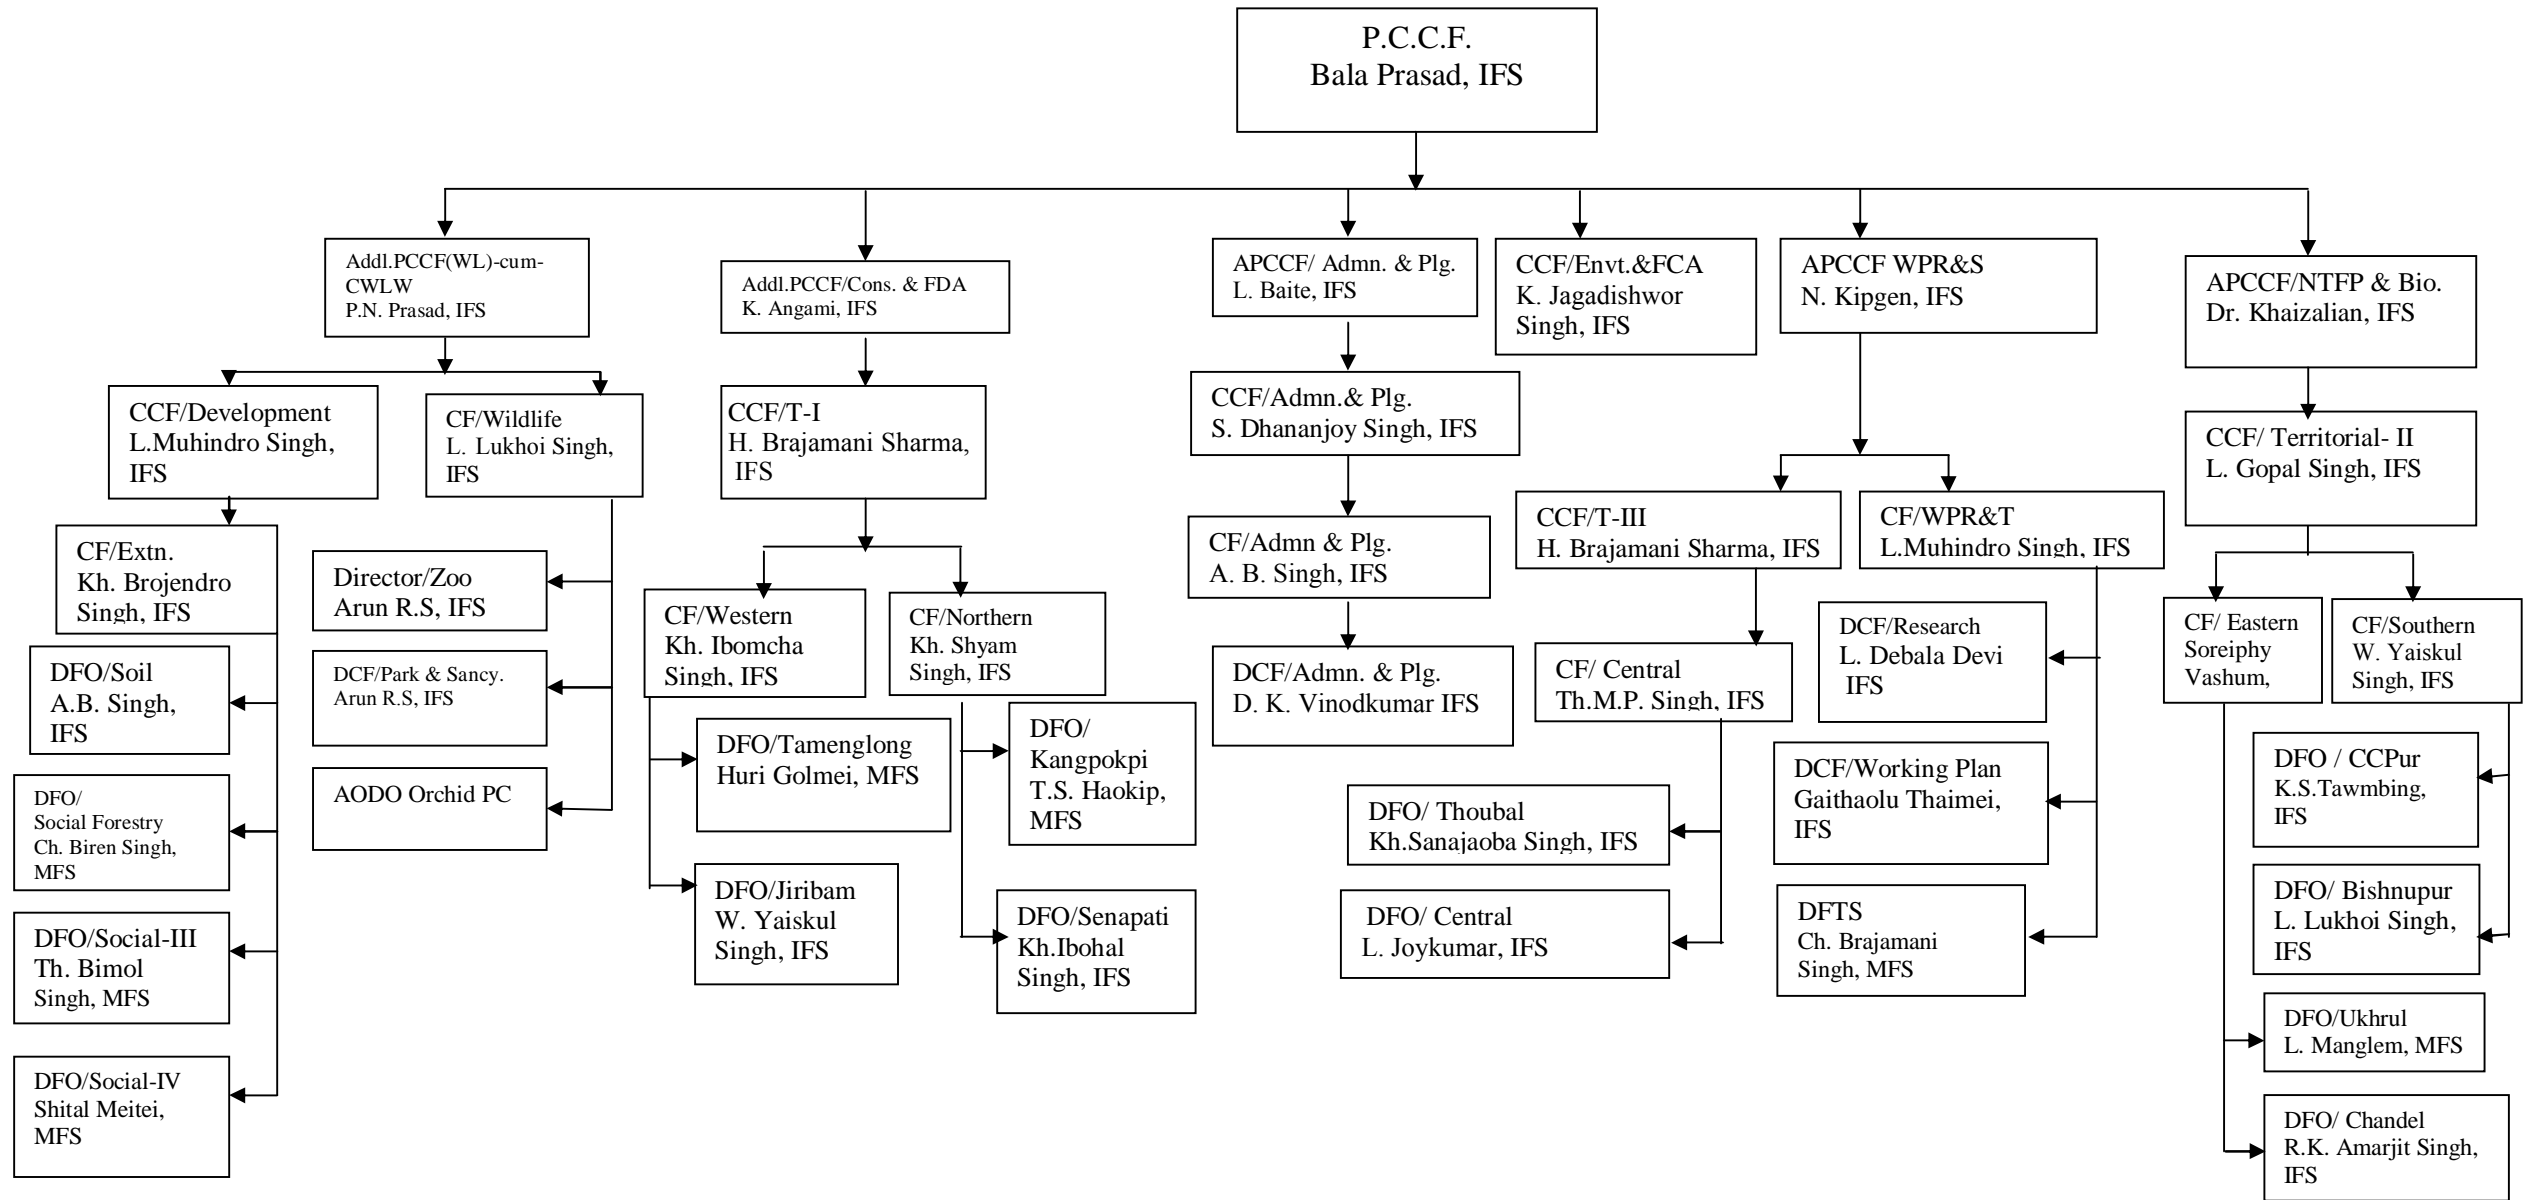 P.C.C.F.
Bala Prasad, IFS
Addl.PCCF(WL)-cum-
CWLW
P.N. Prasad, IFS
Addl.PCCF/Cons. & FDA
K. Angami, IFS
APCCF/ Admn. & Plg.
L. Baite, IFS
CCF/Envt.&FCA
K. Jagadishwor
Singh, IFS
APCCF WPR&S
N. Kipgen, IFS
APCCF/NTFP & Bio.
Dr. Khaizalian, IFS
CCF/Development
L.Muhindro Singh,
IFS
CF/Wildlife
L. Lukhoi Singh,
IFS
CCF/T-I
H. Brajamani Sharma,
IFS
CCF/Admn.& Plg.
S. Dhananjoy Singh, IFS
CCF/ Territorial- II
L. Gopal Singh, IFS
CF/Extn.
Kh. Brojendro
Singh, IFS
Director/Zoo
Arun R.S, IFS
CF/Western
Kh. Ibomcha
Singh, IFS
CF/Northern
Kh. Shyam
Singh, IFS
CF/Admn & Plg.
A. B. Singh, IFS
CCF/T-III
H. Brajamani Sharma, IFS
CF/WPR&T
L.Muhindro Singh, IFS
CF/ Eastern
Soreiphy
Vashum,
CF/Southern
W. Yaiskul
Singh, IFS
DFO/Soil
A.B. Singh,
IFS
DCF/Park & Sancy.
Arun R.S, IFS
DCF/Admn. & Plg.
D. K. Vinodkumar IFS
CF/ Central
Th.M.P. Singh, IFS
DCF/Research
L. Debala Devi
IFS
DFO/Tamenglong
Huri Golmei, MFS
DFO/
Kangpokpi
T.S. Haokip,
MFS
DFO / CCPur
K.S.Tawmbing,
IFS
DFO/
Social Forestry
Ch. Biren Singh,
MFS
AODO Orchid PC
DFO/ Thoubal
Kh.Sanajaoba Singh, IFS
DCF/Working Plan
Gaithaolu Thaimei,
IFS
DFO/Jiribam
W. Yaiskul
Singh, IFS
DFO/Senapati
Kh.Ibohal
Singh, IFS
DFO/ Central
L. Joykumar, IFS
DFTS
Ch. Brajamani
Singh, MFS
DFO/ Bishnupur
L. Lukhoi Singh,
IFS
DFO/Social-III
Th. Bimol
Singh, MFS
DFO/Ukhrul
L. Manglem, MFS
DFO/Social-IV
Shital Meitei,
MFS
DFO/ Chandel
R.K. Amarjit Singh,
IFS